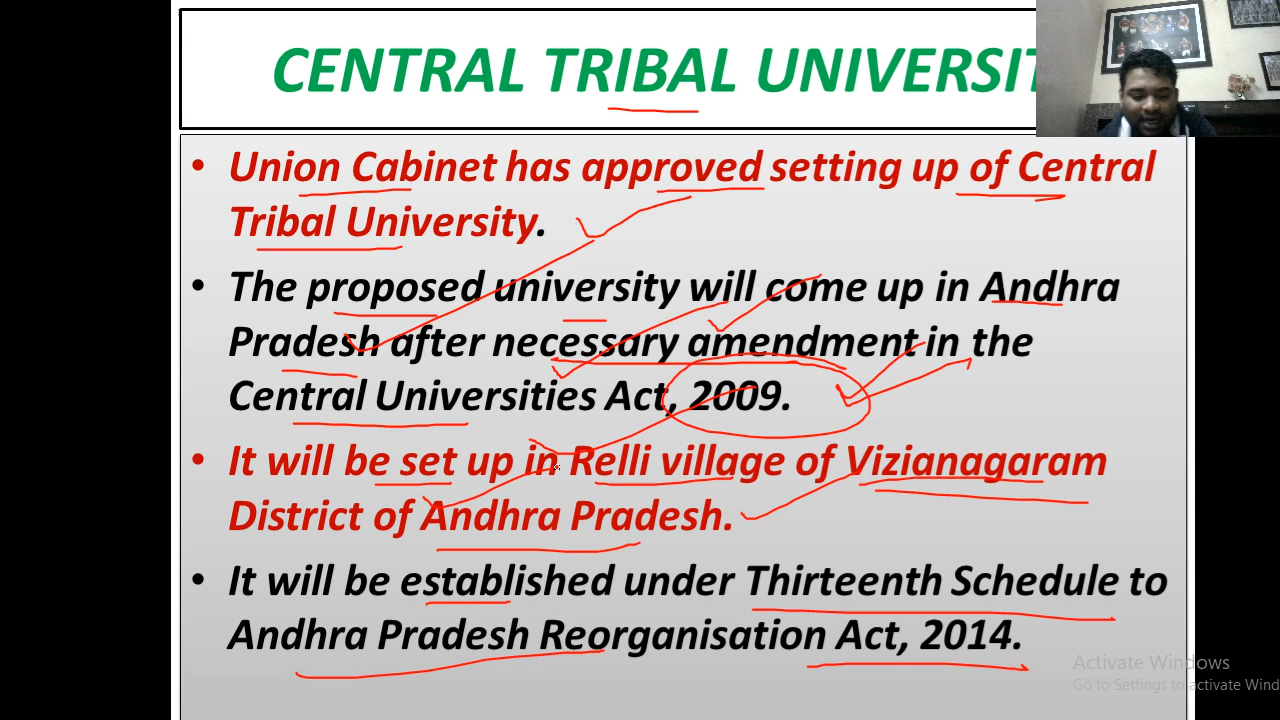 CENTRAL TRIBAL UNIVERSIT
• Union Cabinet has approved setting up of Central
Tribal University.
• The proposed university will come up in Andhra
Pradesh after necessary amendment in the
Central Universities Act, 2009.
• It will be set up in Relli village of Vizianagaram
District of Andhra Pradesh.
• It will be established under Thirteenth Schedule to
Andhra Pradesh Reorganisation Act, 2014.
Activate Windows
Go to Settings to activate Wind